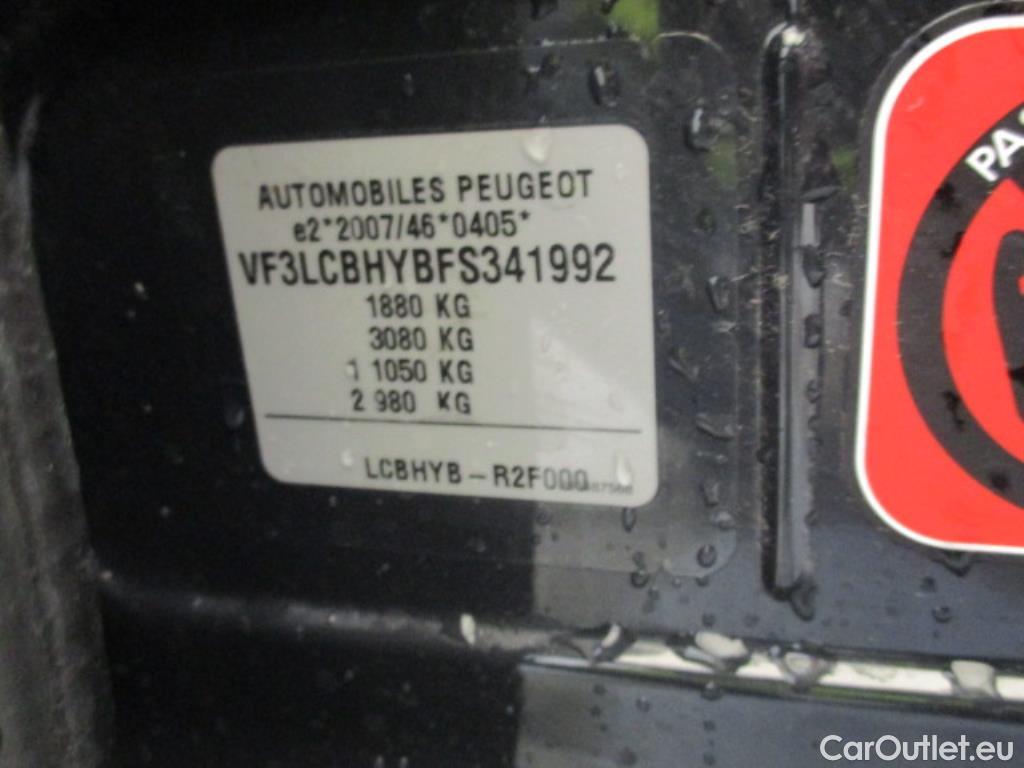 AUTOMOBILES PEUGEOT
e2*2007/46*0405*
VF3LCBHYBFS341992
1880 KG
3080 KG
1 1050 KG
2 980 KG
LCBHYB - R2F000
PAS
CarOutlet.eu